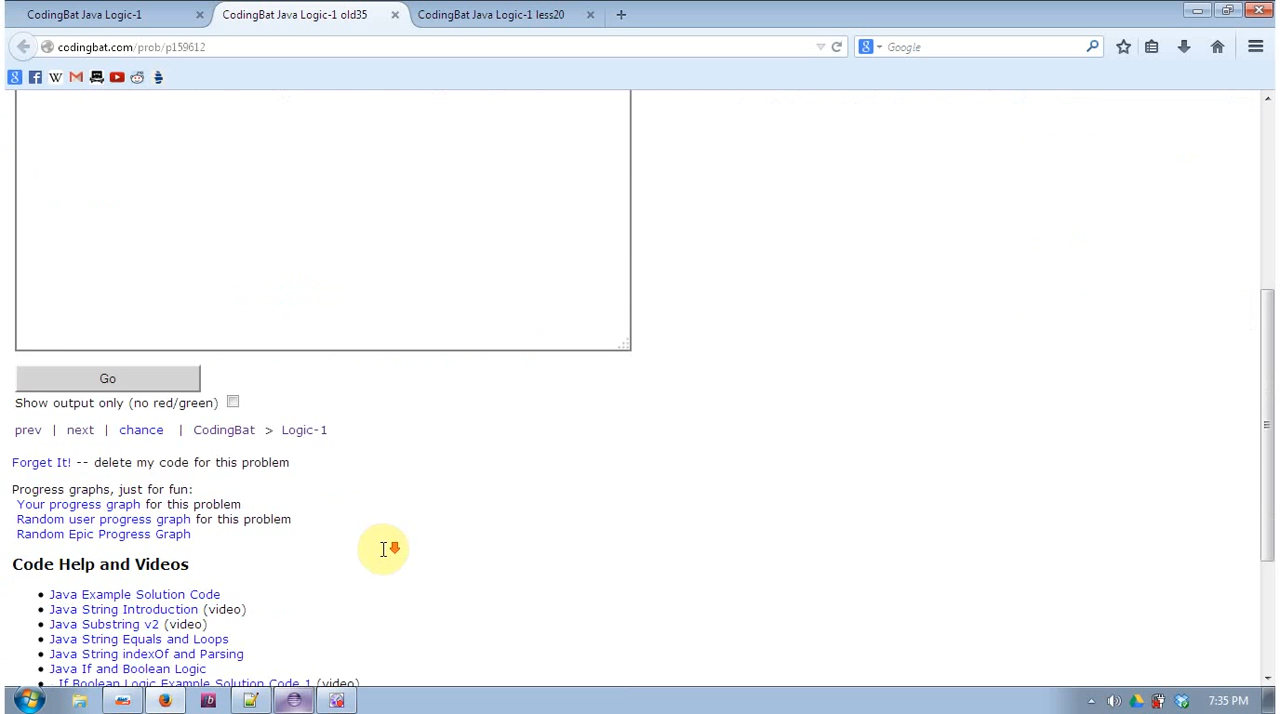 CodingBat Java Logic-1
CodingBat Java Logic-1 old35
CodingBat Java Logic-1 less20
codingbat.com/prob/p159612
Google
Go
Show output only (no red/green)
prev | next | chance | CodingBat > Logic-1
Forget It! -- delete my code for this problem
Progress graphs, just for fun:
Your progress graph for this problem
Random user progress graph for this problem
Random Epic Progress Graph
Code Help and Videos
Java Example Solution Code
Java String Introduction (video)
Java Substring v2 (video)
Java String Equals and Loops
Java String indexOf and Parsing
Java If and Boolean Logic
If Boolean Logic Example Solution Code 1 (video)
7:35 PM